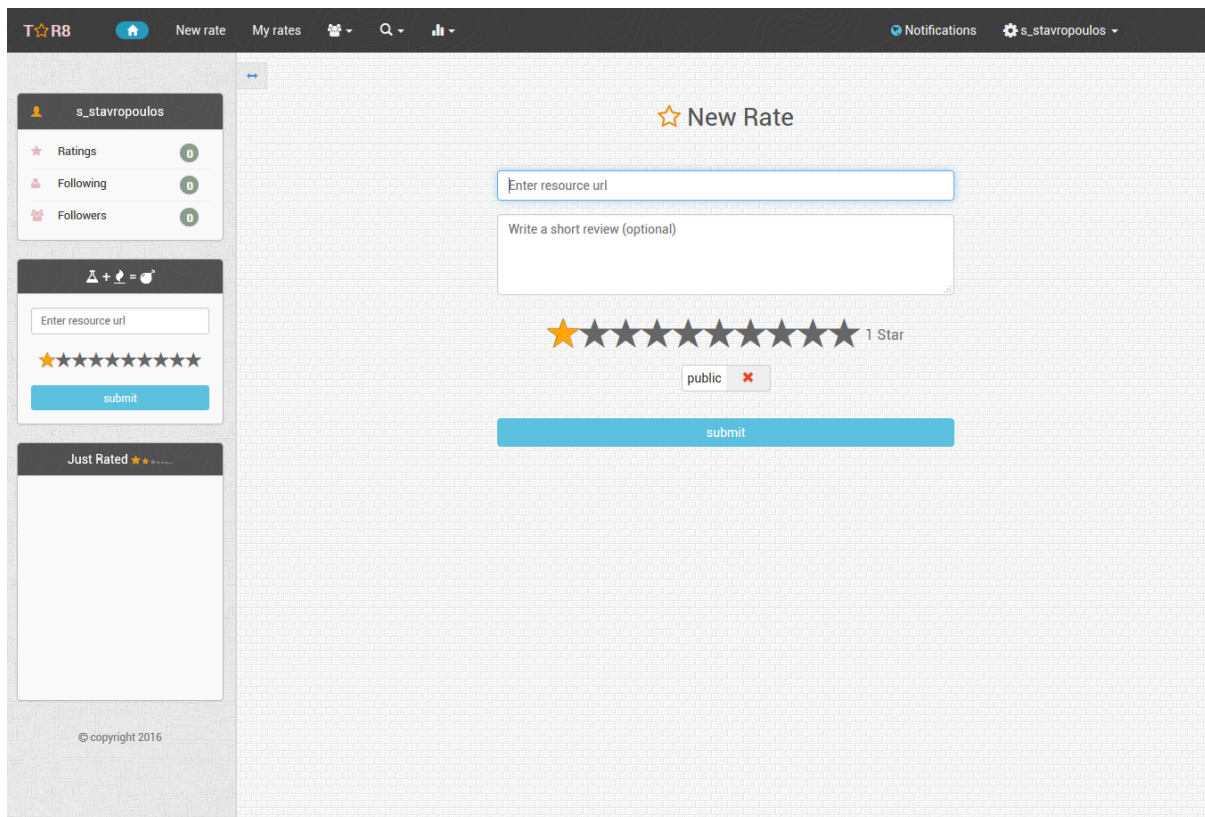 T☆R8
New rate
My rates
Notifications
s_stavropoulos
s_stavropoulos
Ratings 0
Following 0
Followers 0
+ =
Enter resource url
submit
Just Rated
© copyright 2016
New Rate
Enter resource url
Write a short review (optional)
1 Star
public
submit